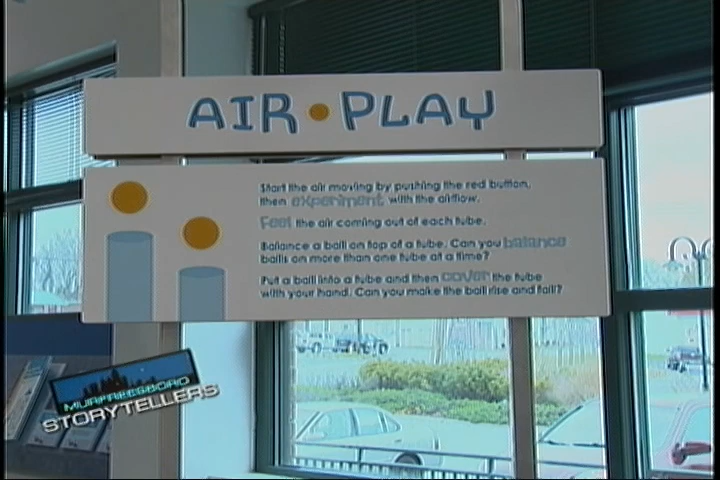 AIR PLAY
Start the air moving by pushing the red button,
then experiment with the airflow.
Feel the air coming out of each tube.
Balance a ball on top of a tube. Can you balance
balls on more than one tube at a time?
Put a ball into a tube and then cover the tube
with your hand. Can you make the ball rise and fall?
MURFREESBORO
STORYTELLERS